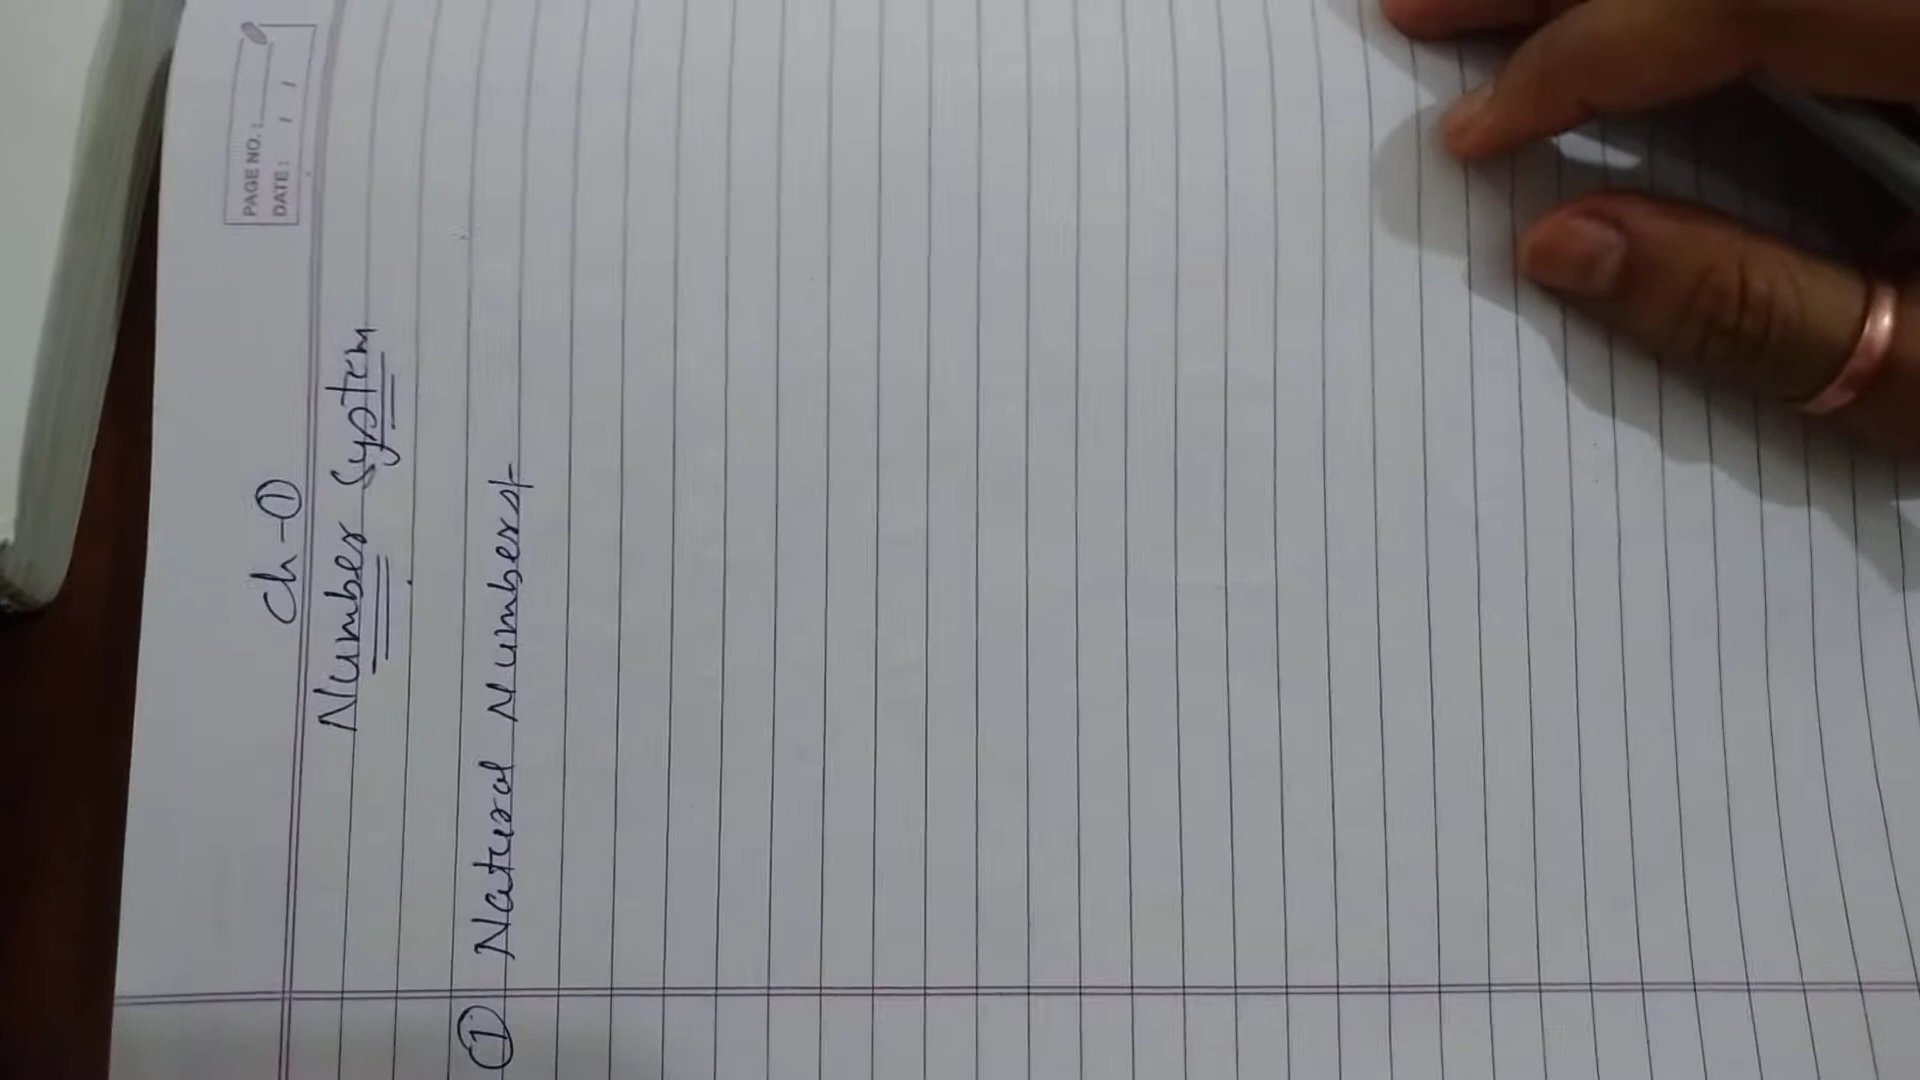 PAGE NO. :
DATE : / /
Ch-①
Number System
① Natural Numbers:-